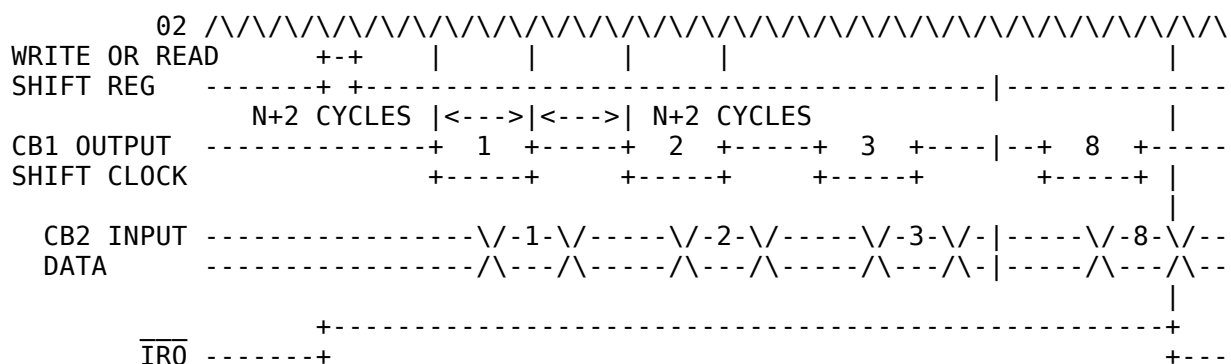 02 /\/\/\/\/\/\/\/\/\/\/\/\/\/\/\/\/\/\/\/\/\/\/\/\/\/\/\/\
WRITE OR READ +-+ | | | | |
SHIFT REG -------+ +-----------------------------------------|--------------
N+2 CYCLES |<--->|<--->| N+2 CYCLES |
CB1 OUTPUT --------------+ 1 +-----+ 2 +-----+ 3 +----|--+ 8 +-----
SHIFT CLOCK +-----+ +-----+ +-----+ +-----+ |
|
CB2 INPUT -----------------\/-1-\/-----\/-2-\/-----\/-3-\/-|-----\/-8-\/--
DATA -----------------/\---/\-----/\---/\-----/\---/\-|-----/\---/\--
|
+-------------------------------------------------------+
___
IRQ -------+ +---